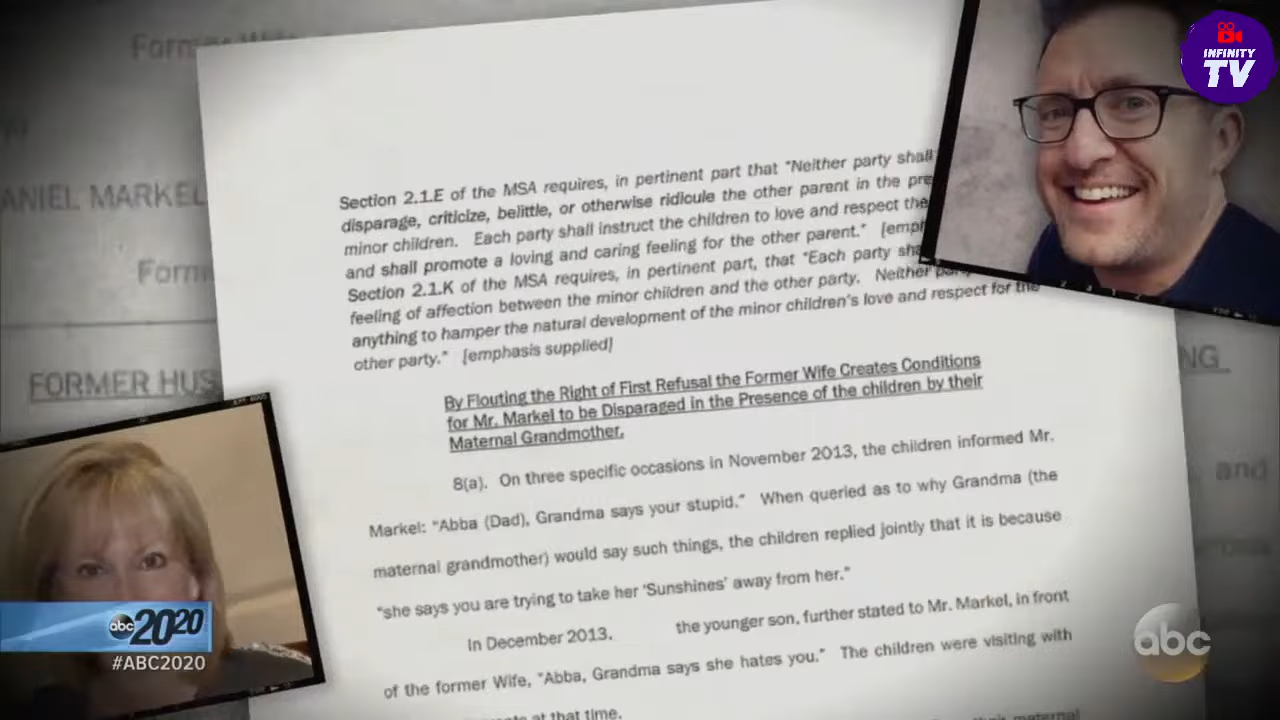 INFINITY
TV
Former
ANIEL MARKEL
Form
FORMER HUS
NG
and
Section 2.1.E of the MSA requires, in pertinent part that "Neither party shall
disparage, criticize, belittle, or otherwise ridicule the other parent in the pre
minor children. Each party shall instruct the children to love and respect the
and shall promote a loving and caring feeling for the other parent." [emph
Section 2.1.K of the MSA requires, in pertinent part, that "Each party sha
feeling of affection between the minor children and the other party. Neither
anything to hamper the natural development of the minor children's love and respect for the
other party." [emphasis supplied]
By Flouting the Right of First Refusal the Former Wife Creates Conditions
for Mr. Markel to be Disparaged in the Presence of the children by their
Maternal Grandmother.
8(a). On three specific occasions in November 2013, the children informed Mr.
Markel: "Abba (Dad), Grandma says your stupid." When queried as to why Grandma (the
maternal grandmother) would say such things, the children replied jointly that it is because
"she says you are trying to take her 'Sunshines' away from her."
In December 2013, the younger son, further stated to Mr. Markel, in front
of the former Wife, "Abba, Grandma says she hates you." The children were visiting with
at that time.
maternal
abc 2020
#ABC2020
abc